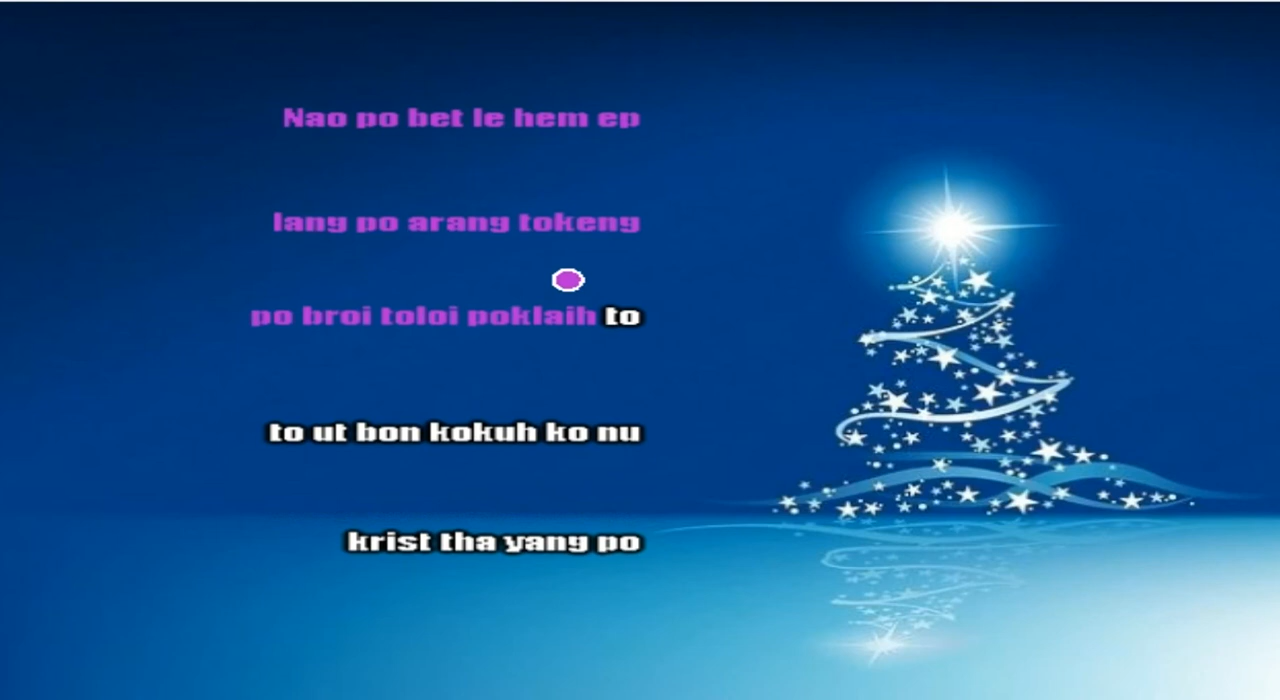 Nao po bet le hem ep
lang po arang tokeng
po broi toloi poklaih to
to ut bon kokuh ko nu
krist tha yang po